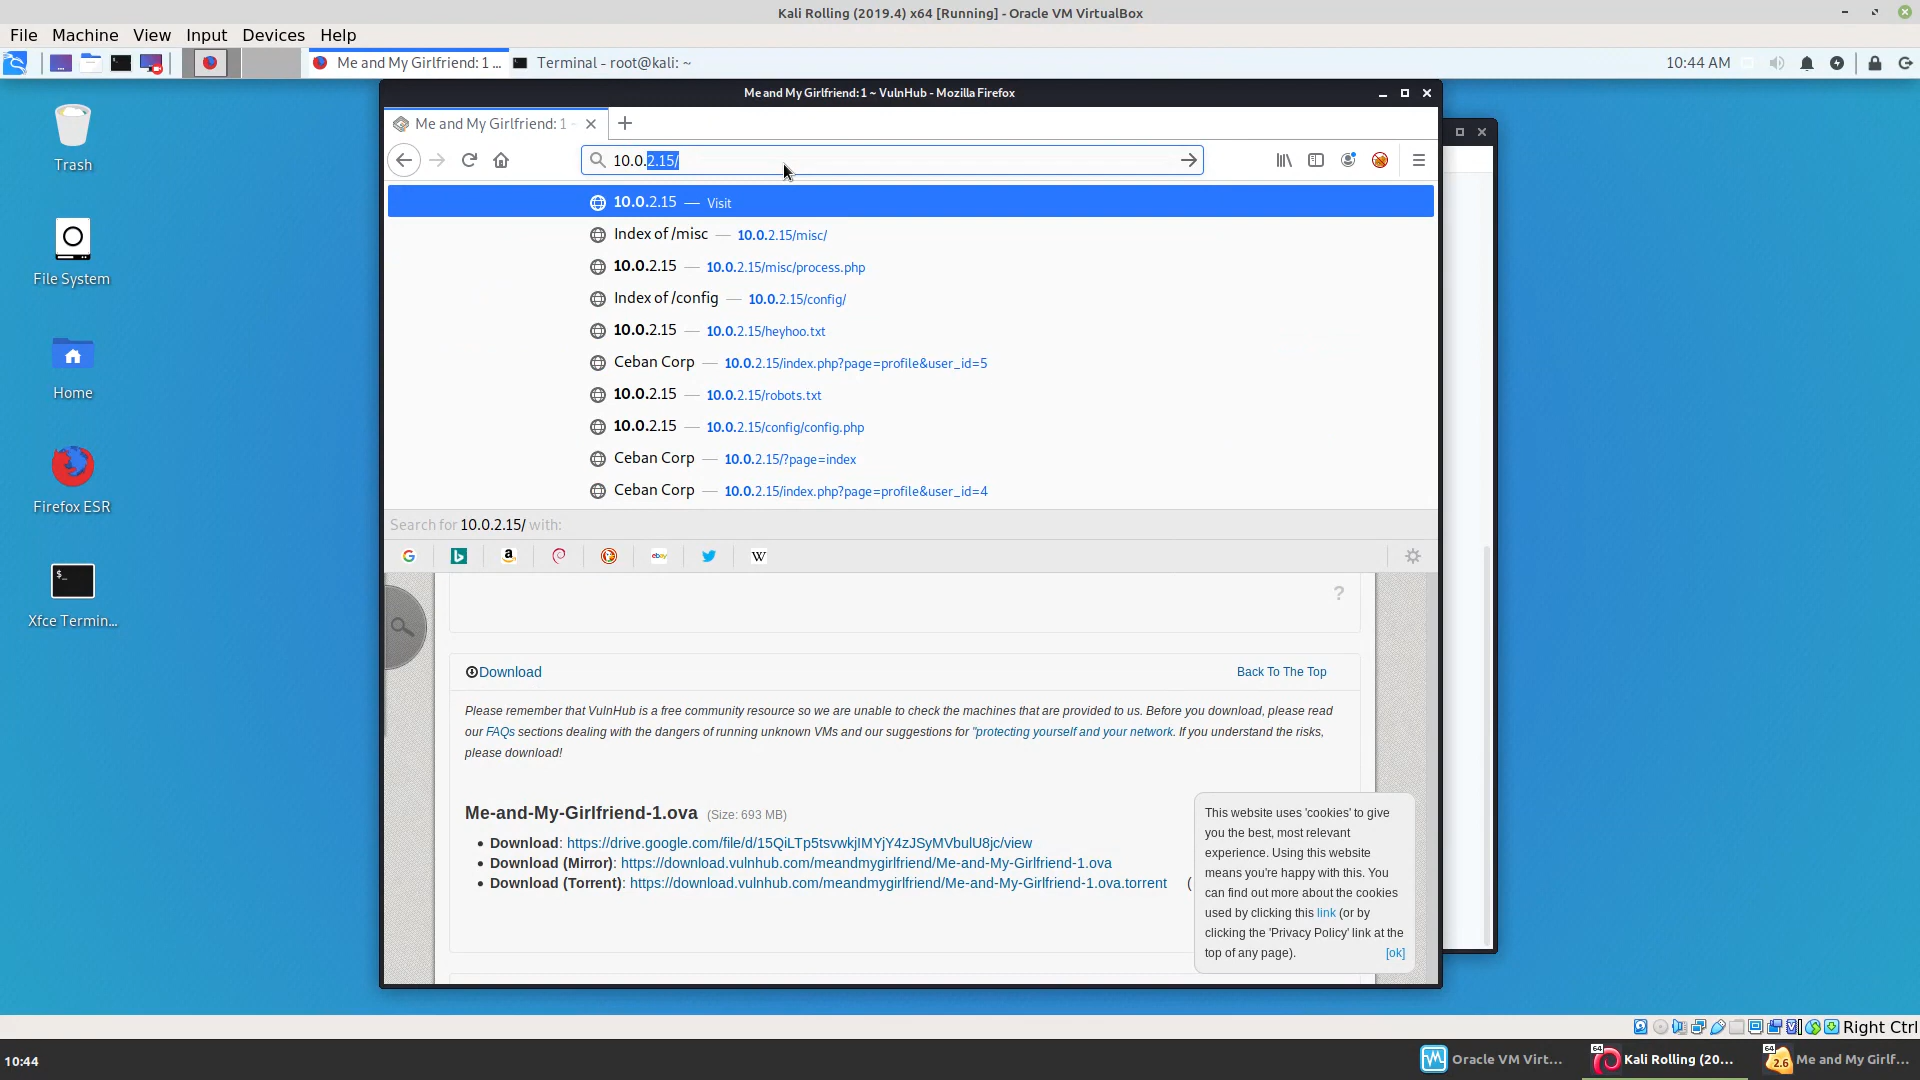 Kali Rolling (2019.4) x64 [Running] - Oracle VM VirtualBox
File Machine View Input Devices Help
Me and My Girlfriend: 1 ... Terminal - root@kali: ~ 10:44 AM
Me and My Girlfriend: 1 ~ VulnHub - Mozilla Firefox
Me and My Girlfriend: 1 -
10.0.2.15/
10.0.2.15 — Visit
Index of /misc — 10.0.2.15/misc/
10.0.2.15 — 10.0.2.15/misc/process.php
Index of /config — 10.0.2.15/config/
10.0.2.15 — 10.0.2.15/heyhoo.txt
Ceban Corp — 10.0.2.15/index.php?page=profile&user_id=5
10.0.2.15 — 10.0.2.15/robots.txt
10.0.2.15 — 10.0.2.15/config/config.php
Ceban Corp — 10.0.2.15/?page=index
Ceban Corp — 10.0.2.15/index.php?page=profile&user_id=4
Search for 10.0.2.15/ with:
G b a ebay W
?
Trash
File System
Home
Firefox ESR
$_
Xfce Termin...
Download Back To The Top
Please remember that VulnHub is a free community resource so we are unable to check the machines that are provided to us. Before you download, please read
our FAQs sections dealing with the dangers of running unknown VMs and our suggestions for "protecting yourself and your network. If you understand the risks,
please download!
Me-and-My-Girlfriend-1.ova (Size: 693 MB)
• Download: https://drive.google.com/file/d/15QiLTp5tsvwkjIMYjY4zJSyMVbulU8jc/view
• Download (Mirror): https://download.vulnhub.com/meandmygirlfriend/Me-and-My-Girlfriend-1.ova
• Download (Torrent): https://download.vulnhub.com/meandmygirlfriend/Me-and-My-Girlfriend-1.ova.torrent (
This website uses 'cookies' to give
you the best, most relevant
experience. Using this website
means you're happy with this. You
can find out more about the cookies
used by clicking this link (or by
clicking the 'Privacy Policy' link at the
top of any page). [ok]
Right Ctrl
10:44 Oracle VM Virt... 64 Kali Rolling (20... 64 2.6 Me and My Girlf...